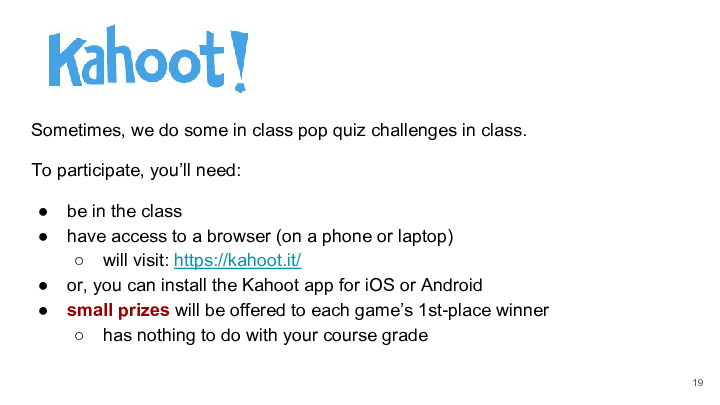 Kahoot!
Sometimes, we do some in class pop quiz challenges in class.
To participate, you’ll need:
● be in the class
● have access to a browser (on a phone or laptop)
○ will visit: https://kahoot.it/
● or, you can install the Kahoot app for iOS or Android
● small prizes will be offered to each game’s 1st-place winner
○ has nothing to do with your course grade
19